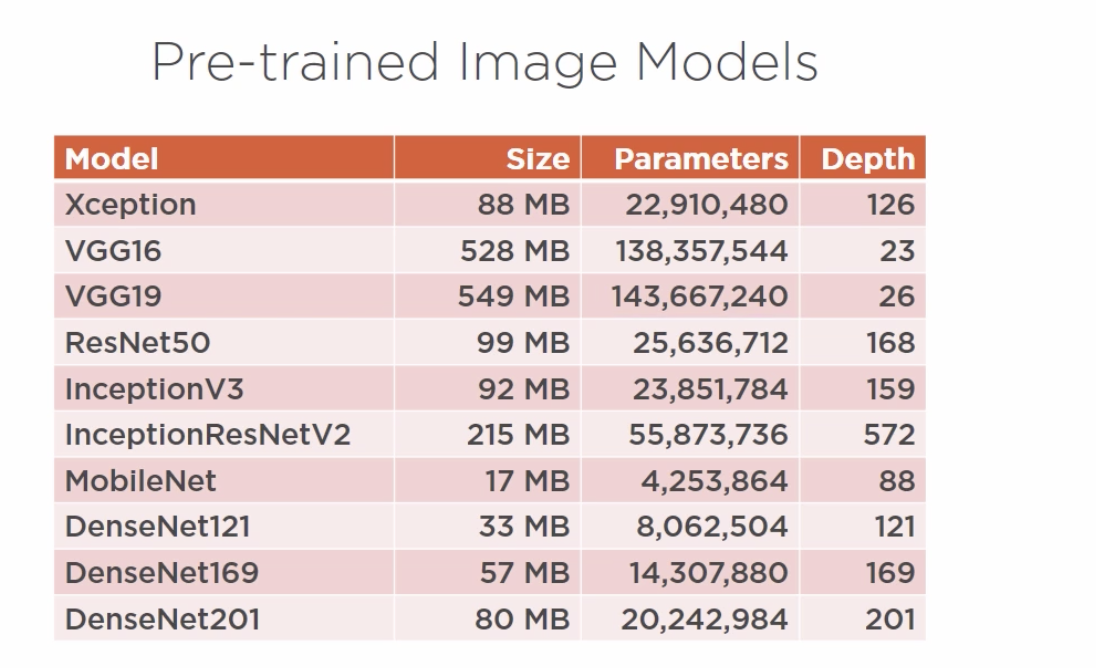 Pre-trained Image Models
Model Size Parameters Depth
Xception 88 MB 22,910,480 126
VGG16 528 MB 138,357,544 23
VGG19 549 MB 143,667,240 26
ResNet50 99 MB 25,636,712 168
InceptionV3 92 MB 23,851,784 159
InceptionResNetV2 215 MB 55,873,736 572
MobileNet 17 MB 4,253,864 88
DenseNet121 33 MB 8,062,504 121
DenseNet169 57 MB 14,307,880 169
DenseNet201 80 MB 20,242,984 201